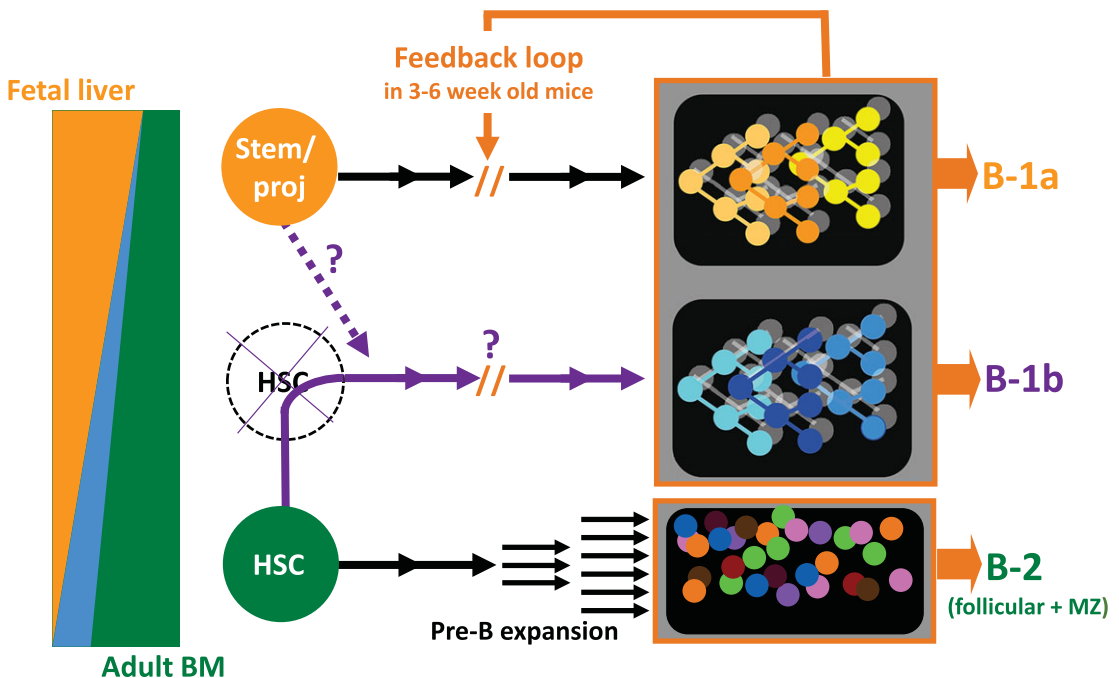 Feedback loop
in 3-6 week old mice
Fetal liver
Stem/
proj
//
B-1a
?
HSC
?
//
B-1b
HSC
Pre-B expansion
B-2
(follicular + MZ)
Adult BM